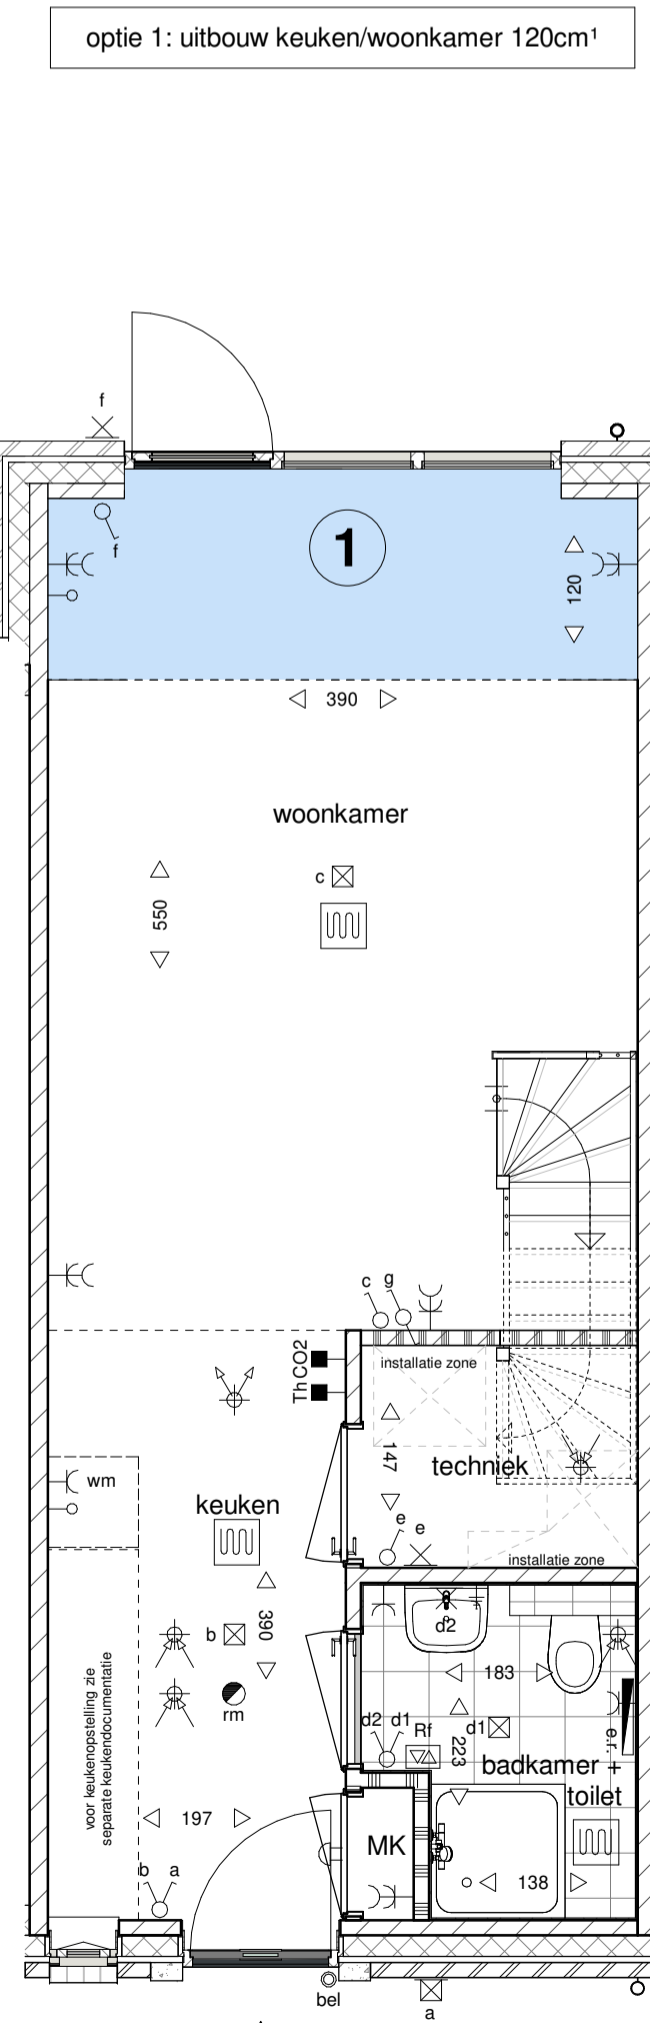 optie 1: uitbouw keuken/woonkamer 120cm¹
f
f
1
120
390
woonkamer
c
550
c g
ThCO2
installatie zone
147
techniek
wm
keuken
e e
installatie zone
390
b
d2
183
rm
d2 d1
Rf
d1
223
e.r.
badkamer +
toilet
voor keukenopstelling zie
separate keukendocumentatie
197
MK
138
b a
bel
a